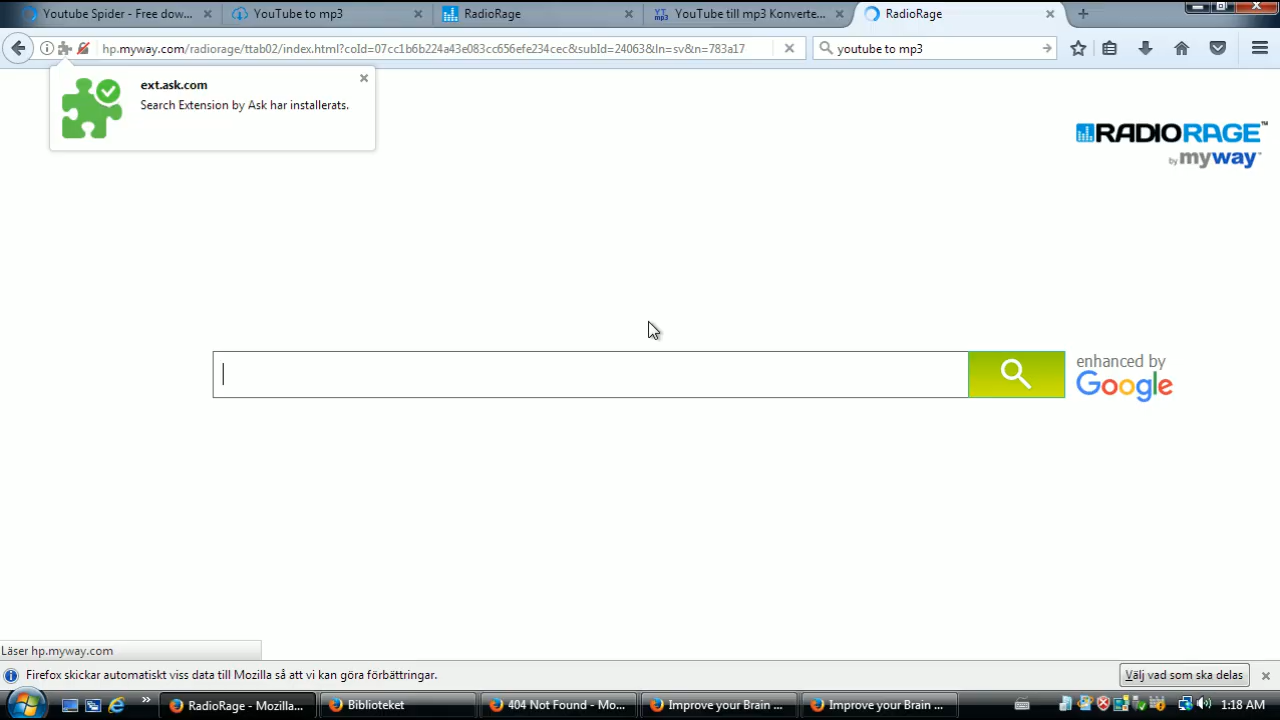 Youtube Spider - Free dow...
YouTube to mp3
RadioRage
YT mp3 YouTube till mp3 Konverte...
RadioRage
hp.myway.com/radiorage/ttab02/index.html?coId=07cc1b6b224a43e083cc656efe234cec&subId=24063&ln=sv&n=783a17
youtube to mp3
ext.ask.com
Search Extension by Ask har installerats.
RADIORAGE™
by myway
enhanced by
Google
Läser hp.myway.com
Firefox skickar automatiskt viss data till Mozilla så att vi kan göra förbättringar.
Välj vad som ska delas
RadioRage - Mozilla...
Biblioteket
404 Not Found - Mo...
Improve your Brain ...
Improve your Brain ...
1:18 AM